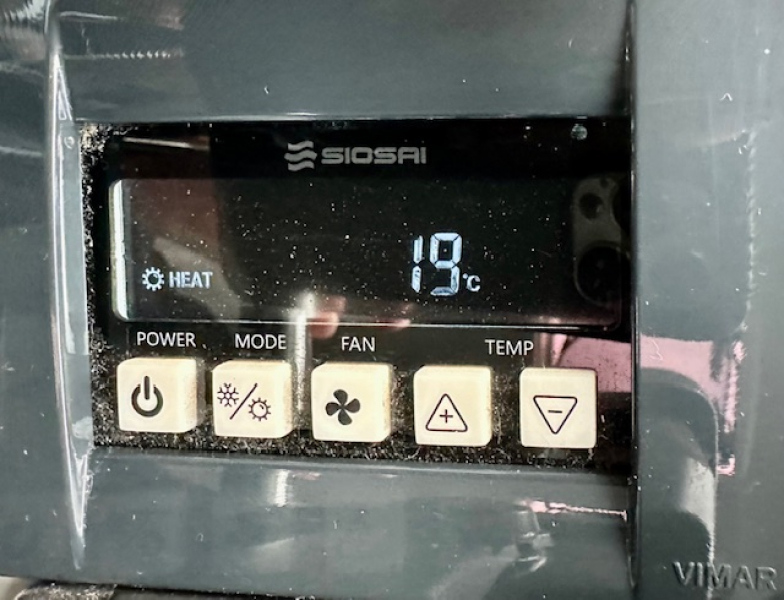 SIOSAI
HEAT 19°C
POWER MODE FAN TEMP
VIMAR